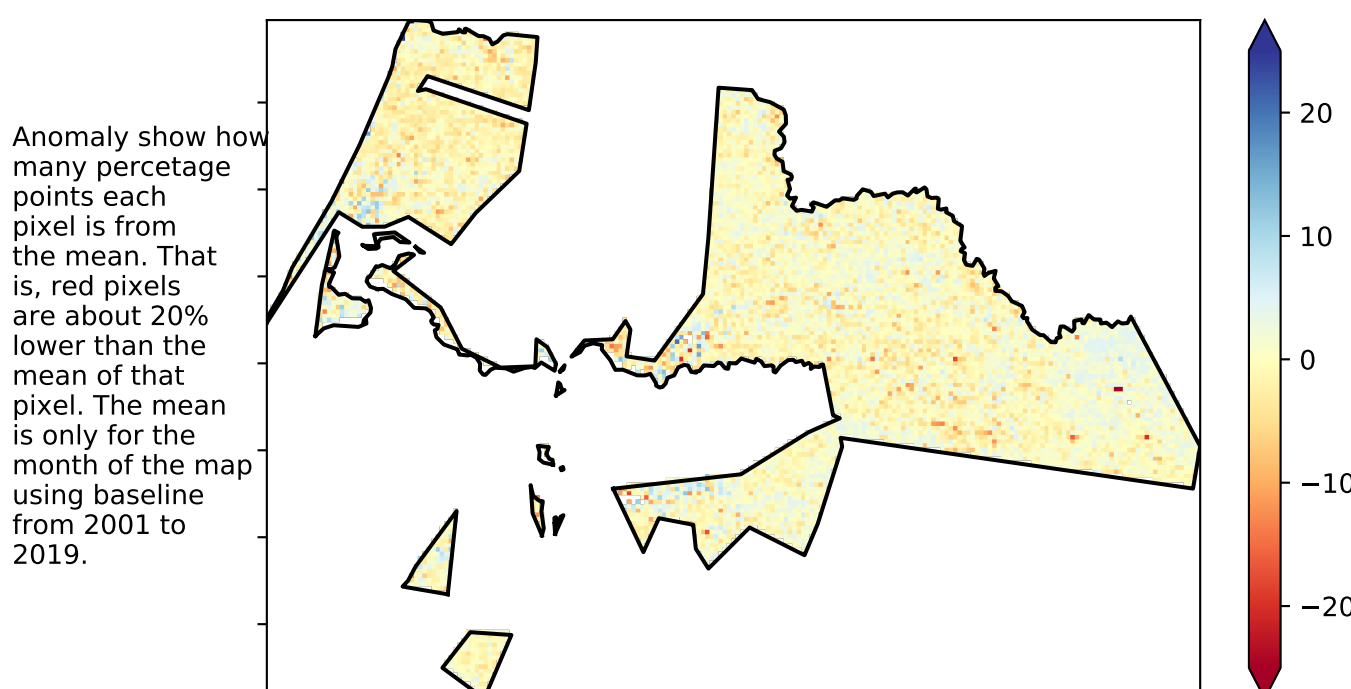 Anomaly show how
many percetage
points each
pixel is from
the mean. That
is, red pixels
are about 20%
lower than the
mean of that
pixel. The mean
is only for the
month of the map
using baseline
from 2001 to
2019.
20
10
0
−10
−20